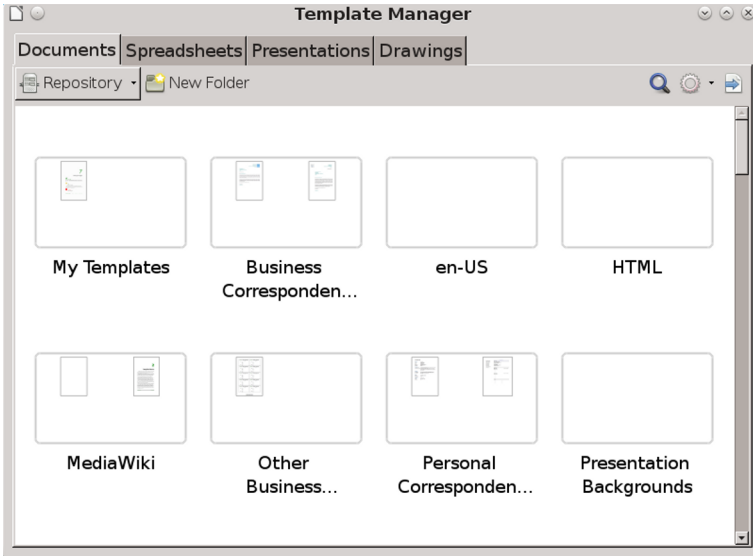 Template Manager
Documents Spreadsheets Presentations Drawings
Repository New Folder
My Templates
Business
Corresponden...
en-US
HTML
MediaWiki
Other
Business...
Personal
Corresponden...
Presentation
Backgrounds